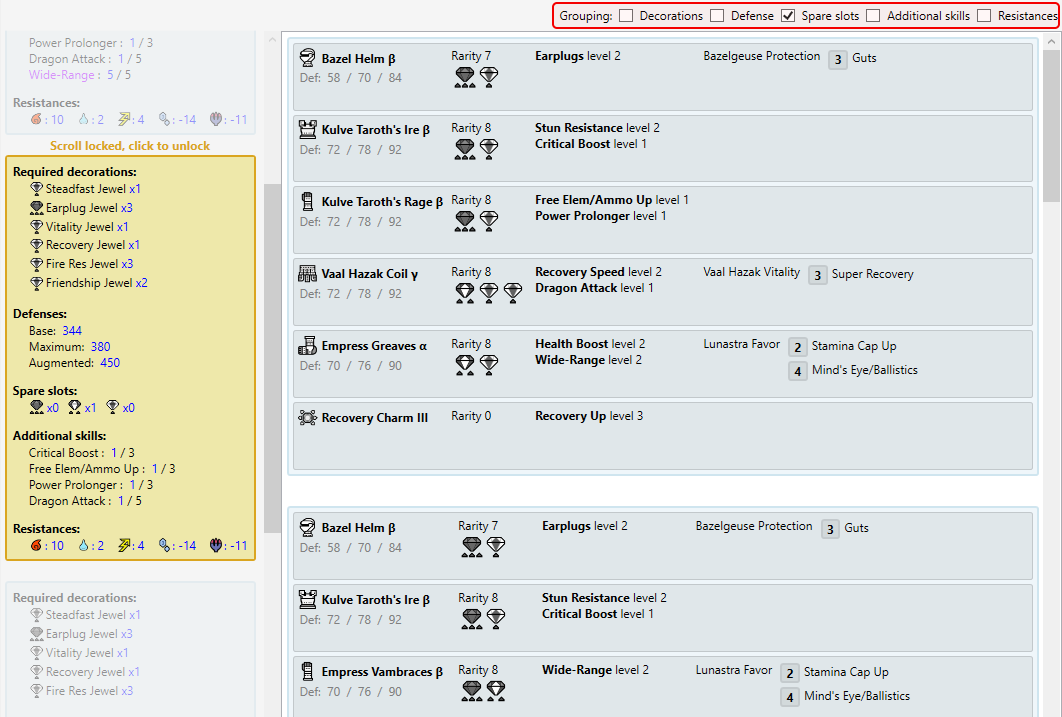 Grouping: Decorations Defense Spare slots Additional skills Resistances
Power Prolonger : 1 / 3
Dragon Attack : 1 / 5
Wide-Range : 5 / 5
Resistances:
: 10 : 2 : 4 : -14 : -11
Scroll locked, click to unlock
Required decorations:
Steadfast Jewel x1
Earplug Jewel x3
Vitality Jewel x1
Recovery Jewel x1
Fire Res Jewel x3
Friendship Jewel x2
Defenses:
Base: 344
Maximum: 380
Augmented: 450
Spare slots:
x0 x1 x0
Additional skills:
Critical Boost : 1 / 3
Free Elem/Ammo Up : 1 / 3
Power Prolonger : 1 / 3
Dragon Attack : 1 / 5
Resistances:
: 10 : 2 : 4 : -14 : -11
Required decorations:
Steadfast Jewel x1
Earplug Jewel x3
Vitality Jewel x1
Recovery Jewel x1
Fire Res Jewel x3
Bazel Helm β Rarity 7 Earplugs level 2 Bazelgeuse Protection 3 Guts
Def: 58 / 70 / 84
Kulve Taroth's Ire β Rarity 8 Stun Resistance level 2
Critical Boost level 1
Def: 72 / 78 / 92
Kulve Taroth's Rage β Rarity 8 Free Elem/Ammo Up level 1
Power Prolonger level 1
Def: 72 / 78 / 92
Vaal Hazak Coil γ Rarity 8 Recovery Speed level 2 Vaal Hazak Vitality 3 Super Recovery
Dragon Attack level 1
Def: 72 / 78 / 92
Empress Greaves α Rarity 8 Health Boost level 2 Lunastra Favor 2 Stamina Cap Up
Wide-Range level 2
Def: 70 / 76 / 90 4 Mind's Eye/Ballistics
Recovery Charm III Rarity 0 Recovery Up level 3
Bazel Helm β Rarity 7 Earplugs level 2 Bazelgeuse Protection 3 Guts
Def: 58 / 70 / 84
Kulve Taroth's Ire β Rarity 8 Stun Resistance level 2
Critical Boost level 1
Def: 72 / 78 / 92
Empress Vambraces β Rarity 8 Wide-Range level 2 Lunastra Favor 2 Stamina Cap Up
Def: 70 / 76 / 90 4 Mind's Eye/Ballistics